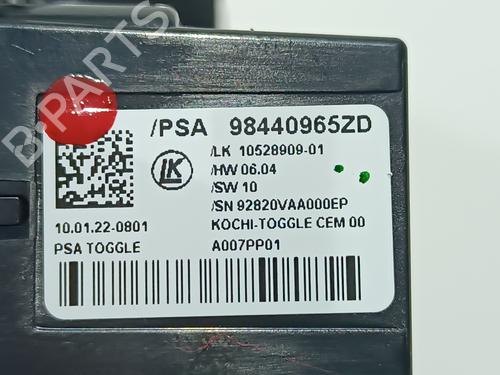 /PSA 98440965ZD
/LK 10528909-01
/HW 06.04
/SW 10
/SN 92820VAA000EP
LK
10.01.22-0801
KOCHI-TOGGLE CEM 00
PSA TOGGLE
A007PP01
B-PARTS